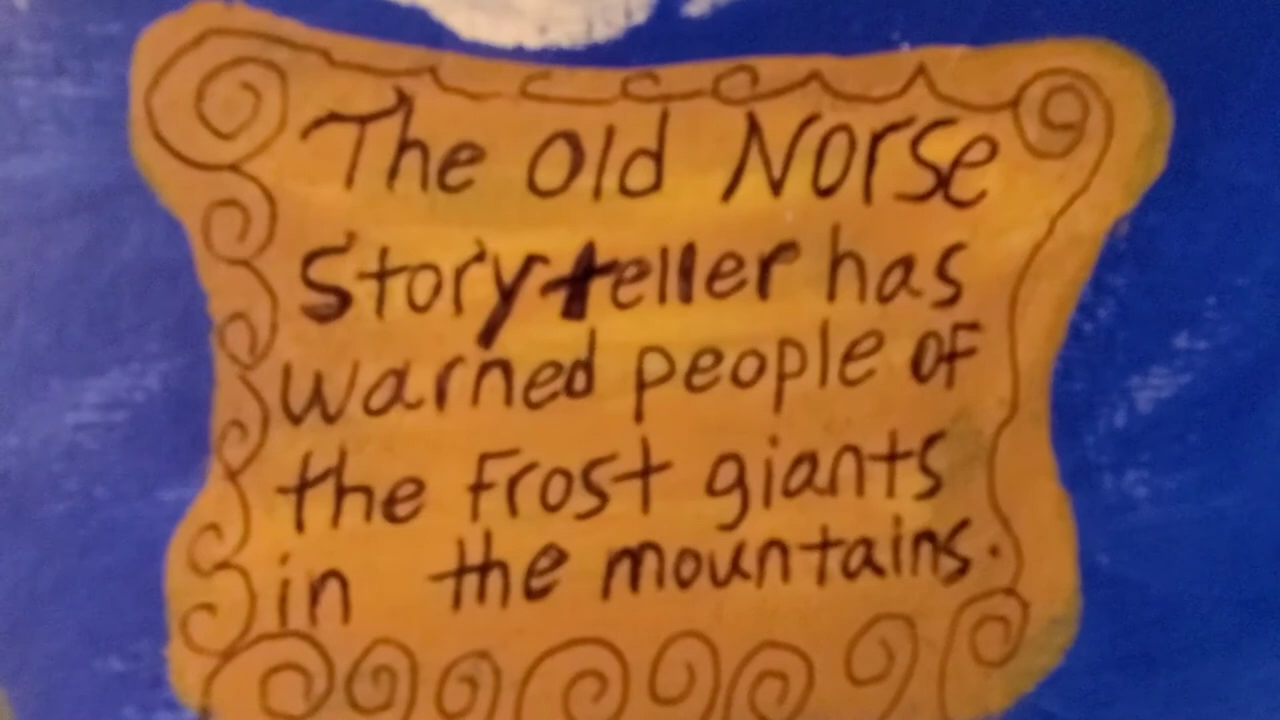 The Old Norse
Storyteller has
warned people of
the Frost giants
in the mountains.